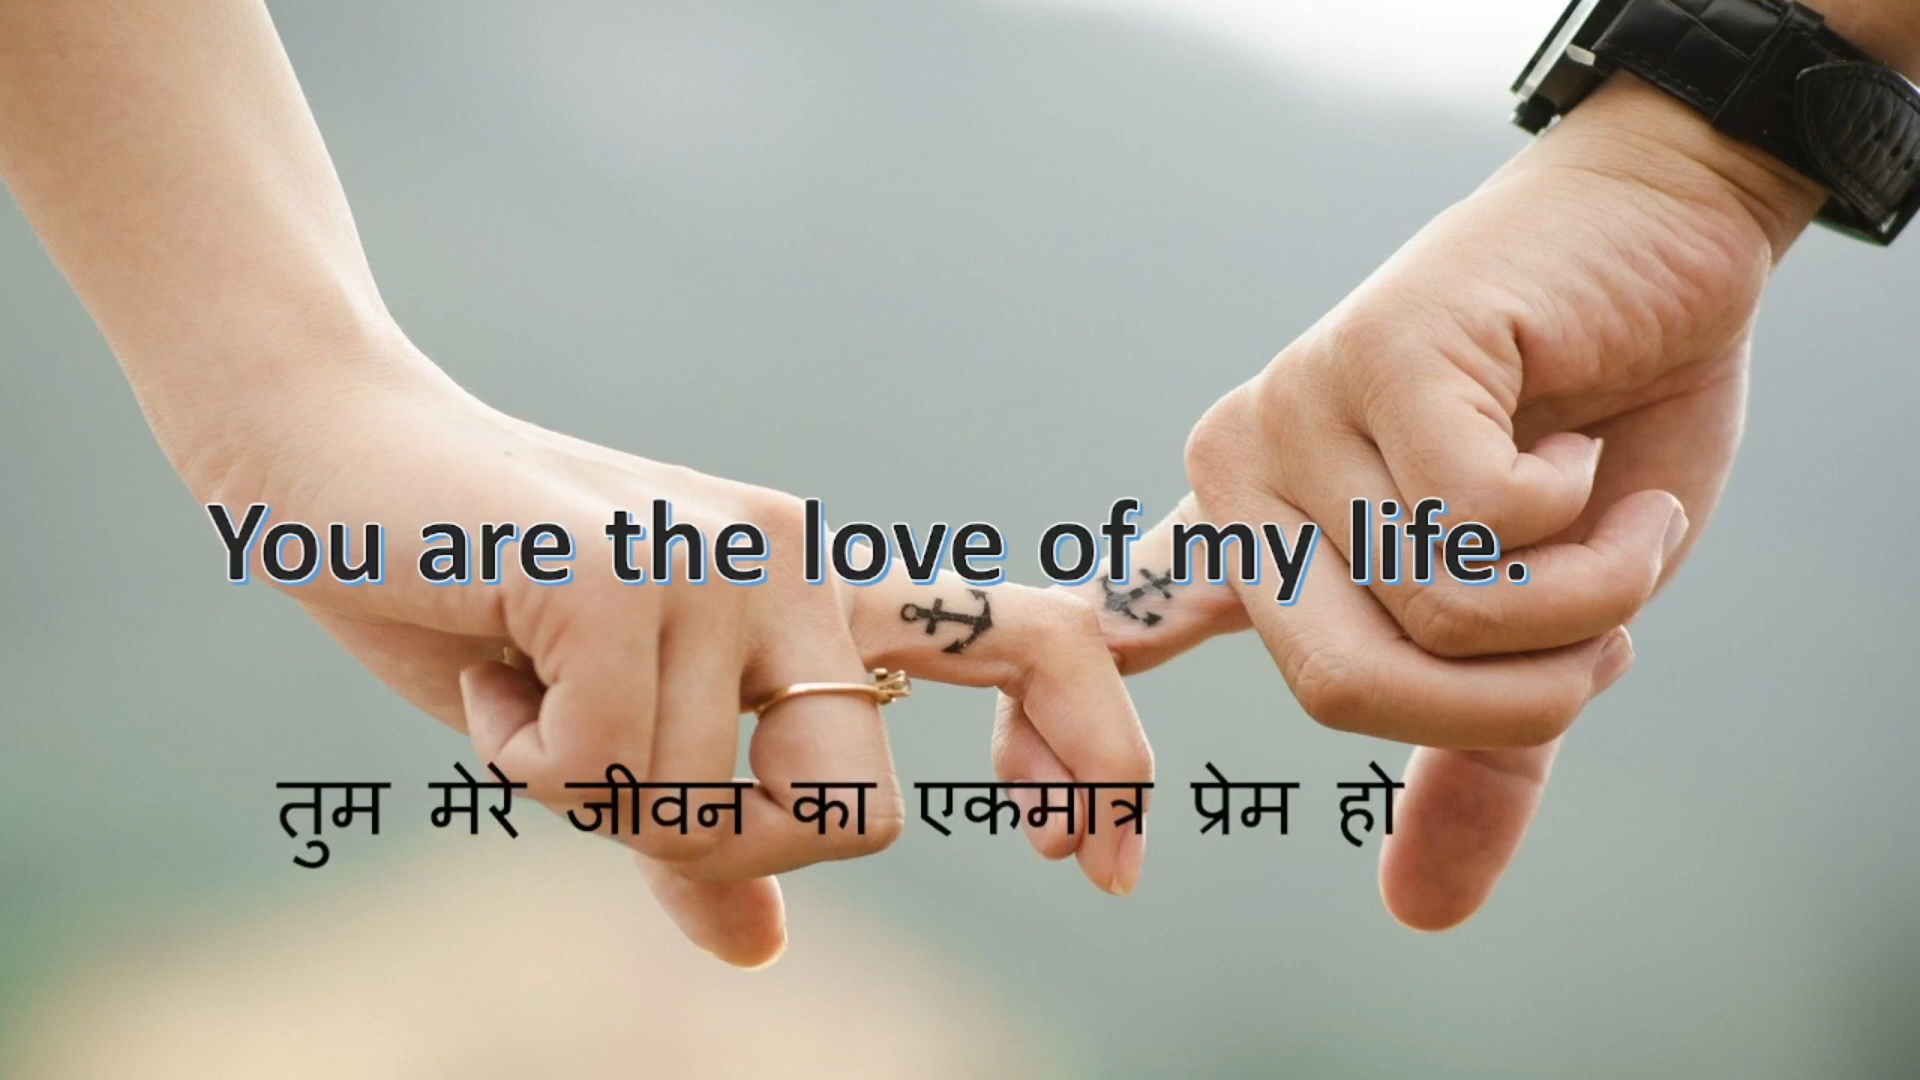 You are the love of my life.
तुम मेरे जीवन का एकमात्र प्रेम हो